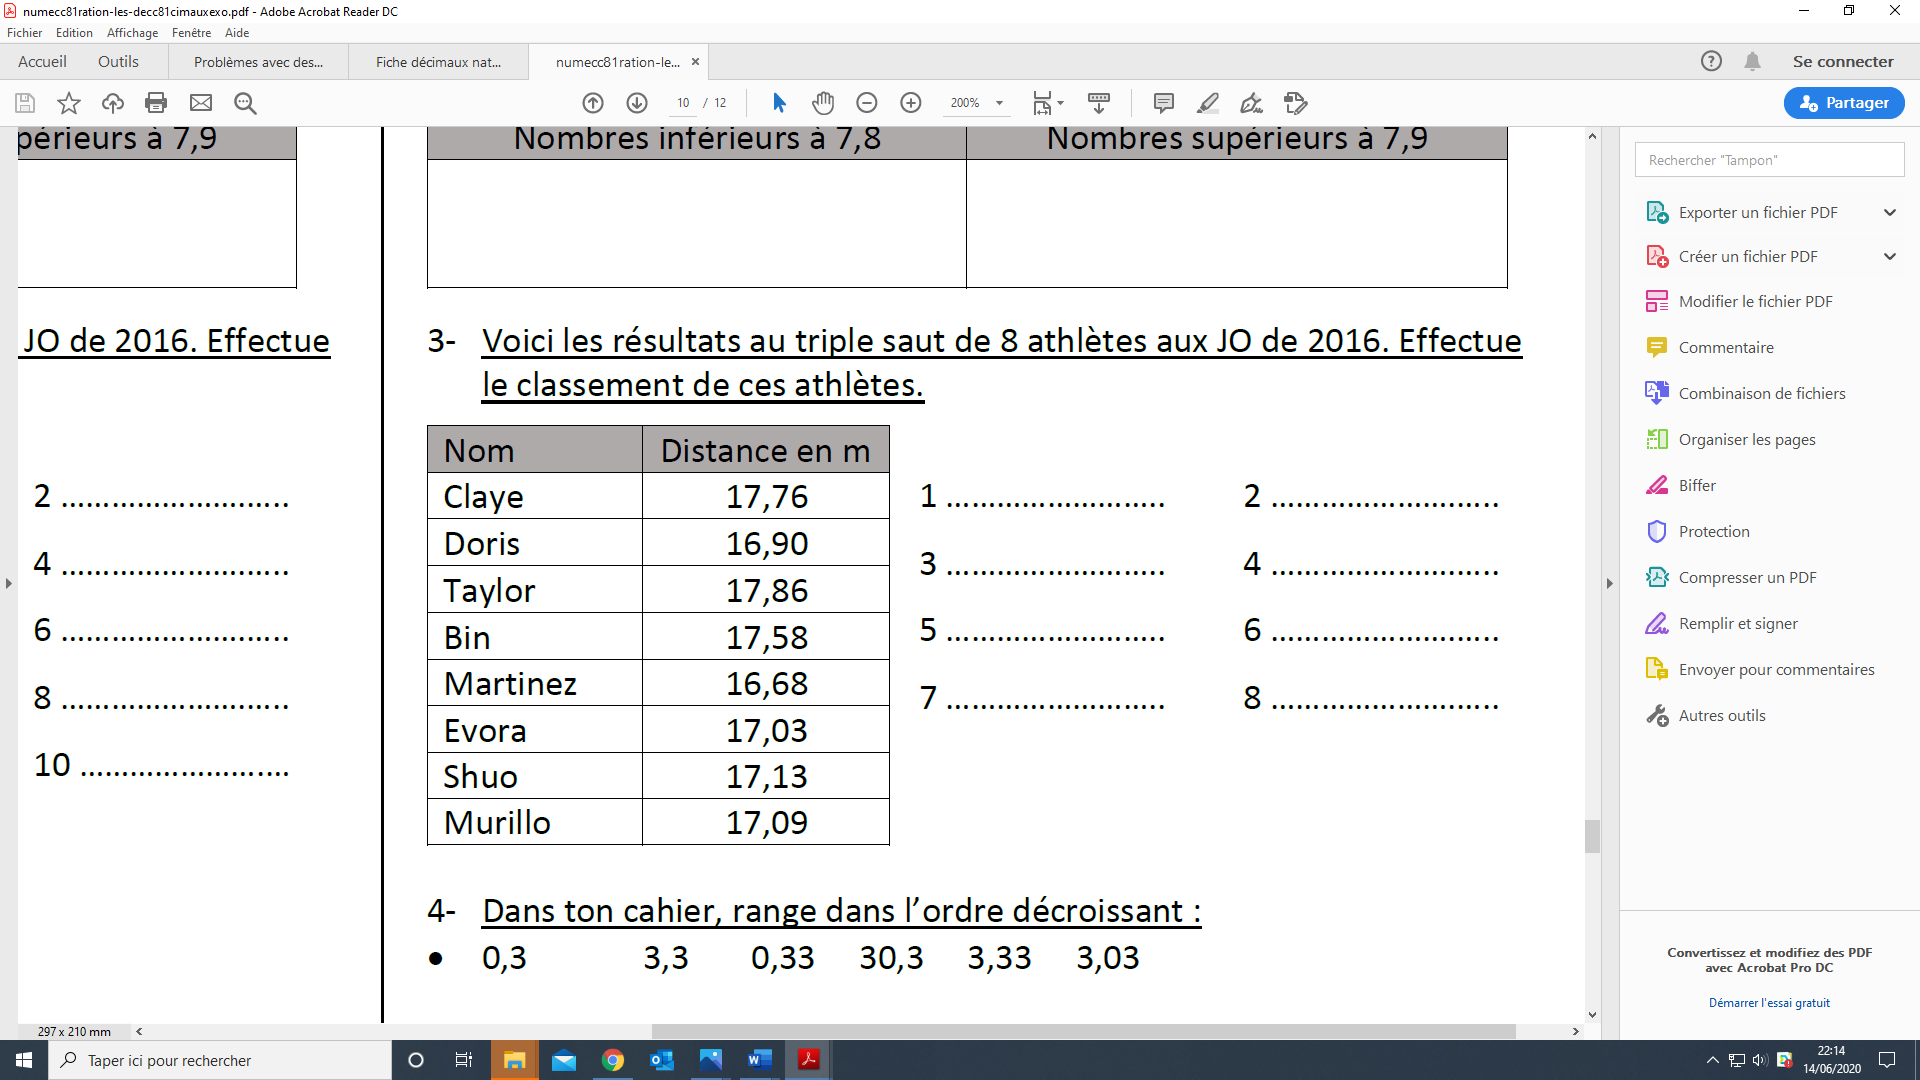 numecc81ration-les-decc81cimauxexo.pdf - Adobe Acrobat Reader DC
Fichier Edition Affichage Fenêtre Aide
Accueil Outils Problèmes avec des... Fiche décimaux nat... numecc81ration-le... Se connecter
10 / 12 200% Partager
périeurs à 7,9
JO de 2016. Effectue
2 ...........................
4 ...........................
6 ...........................
8 ...........................
10 .........................
Nombres inférieurs à 7,8 Nombres supérieurs à 7,9
3- Voici les résultats au triple saut de 8 athlètes aux JO de 2016. Effectue
le classement de ces athlètes.
Nom Distance en m
Claye 17,76
Doris 16,90
Taylor 17,86
Bin 17,58
Martinez 16,68
Evora 17,03
Shuo 17,13
Murillo 17,09
1 .......................... 2 ...........................
3 .......................... 4 ...........................
5 .......................... 6 ...........................
7 .......................... 8 ...........................
4- Dans ton cahier, range dans l’ordre décroissant :
• 0,3 3,3 0,33 30,3 3,33 3,03
Rechercher "Tampon"
Exporter un fichier PDF
Créer un fichier PDF
Modifier le fichier PDF
Commentaire
Combinaison de fichiers
Organiser les pages
Biffer
Protection
Compresser un PDF
Remplir et signer
Envoyer pour commentaires
Autres outils
Convertissez et modifiez des PDF
avec Acrobat Pro DC
Démarrer l'essai gratuit
297 x 210 mm
Taper ici pour rechercher
22:14
14/06/2020